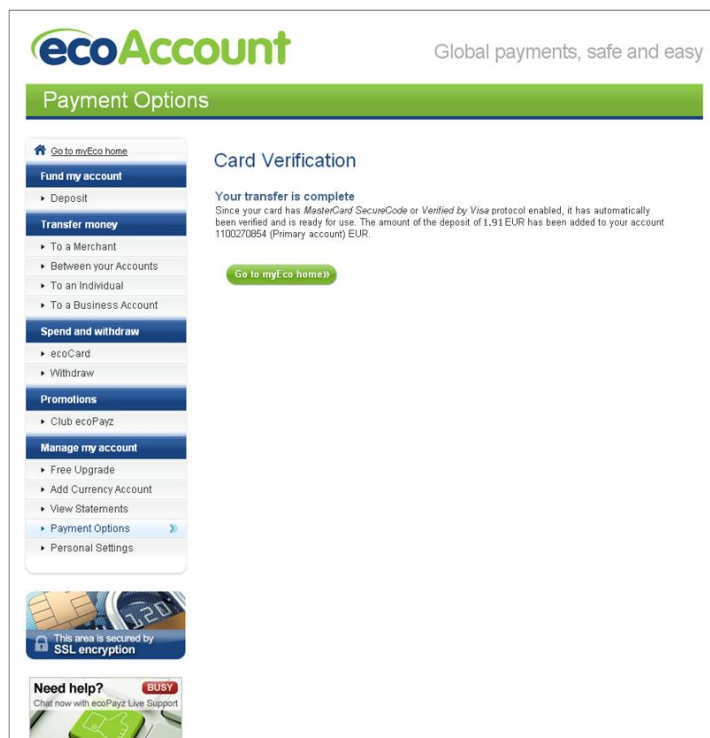 ecoAccount
Global payments, safe and easy
Payment Options
Go to myEco home
Fund my account
Deposit
Transfer money
To a Merchant
Between your Accounts
To an Individual
To a Business Account
Spend and withdraw
ecoCard
Withdraw
Promotions
Club ecoPayz
Manage my account
Free Upgrade
Add Currency Account
View Statements
Payment Options
Personal Settings
Card Verification
Your transfer is complete
Since your card has MasterCard SecureCode or Verified by Visa protocol enabled, it has automatically
been verified and is ready for use. The amount of the deposit of 1.91 EUR has been added to your account
1100270854 (Primary account) EUR.
Go to myEco home»
1.20
This area is secured by
SSL encryption
Need help?
BUSY
Chat now with ecoPayz Live Support